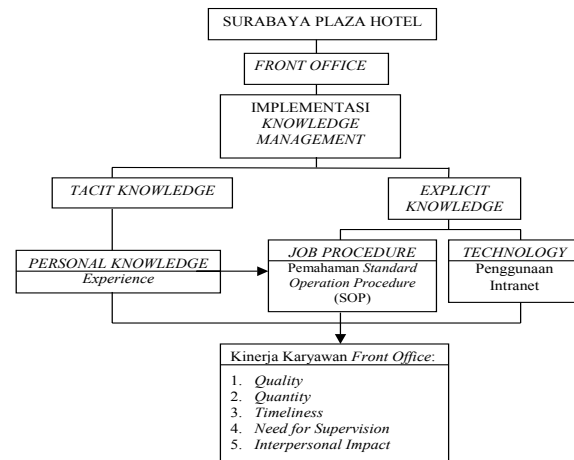 SURABAYA PLAZA HOTEL
FRONT OFFICE
IMPLEMENTASI
KNOWLEDGE
MANAGEMENT
TACIT KNOWLEDGE
EXPLICIT
KNOWLEDGE
PERSONAL KNOWLEDGE
Experience
JOB PROCEDURE
Pemahaman Standard
Operation Procedure
(SOP)
TECHNOLOGY
Penggunaan
Intranet
Kinerja Karyawan Front Office:
1. Quality
2. Quantity
3. Timeliness
4. Need for Supervision
5. Interpersonal Impact